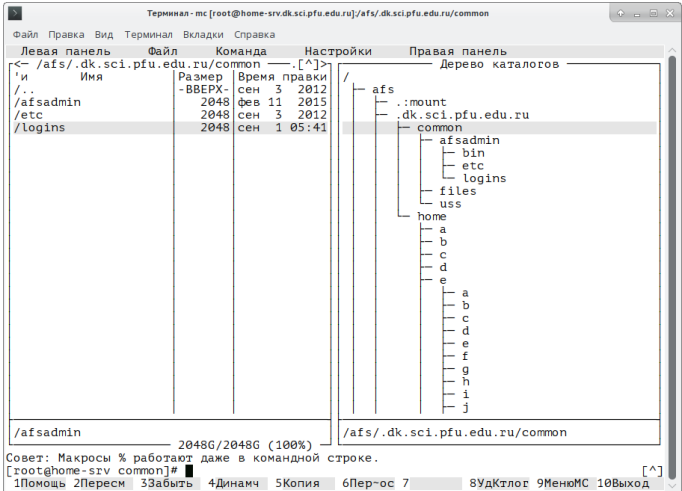 Терминал - mc [root@home-srv.dk.sci.pfu.edu.ru]:/afs/.dk.sci.pfu.edu.ru/common
Файл Правка Вид Терминал Вкладки Справка
Левая панель Файл Команда Настройки Правая панель
<— /afs/.dk.sci.pfu.edu.ru/common —.[^]>
'и Имя Размер Время правки
/.. -ВВЕРХ- сен 3 2012
/afsadmin 2048 фев 11 2015
/etc 2048 сен 3 2012
/logins 2048 сен 1 05:41
/afsadmin
2048G/2048G (100%)
Дерево каталогов
/
afs
.:mount
.dk.sci.pfu.edu.ru
common
afsadmin
bin
etc
logins
files
uss
home
a
b
c
d
e
a
b
c
d
e
f
g
h
i
j
/afs/.dk.sci.pfu.edu.ru/common
Совет: Макросы % работают даже в командной строке.
[root@home-srv common]# [^]
1Помощь 2Пересм 3Забыть 4Динамч 5Копия 6Пер~ос 7 8УдКтлог 9МенюMC 10Выход